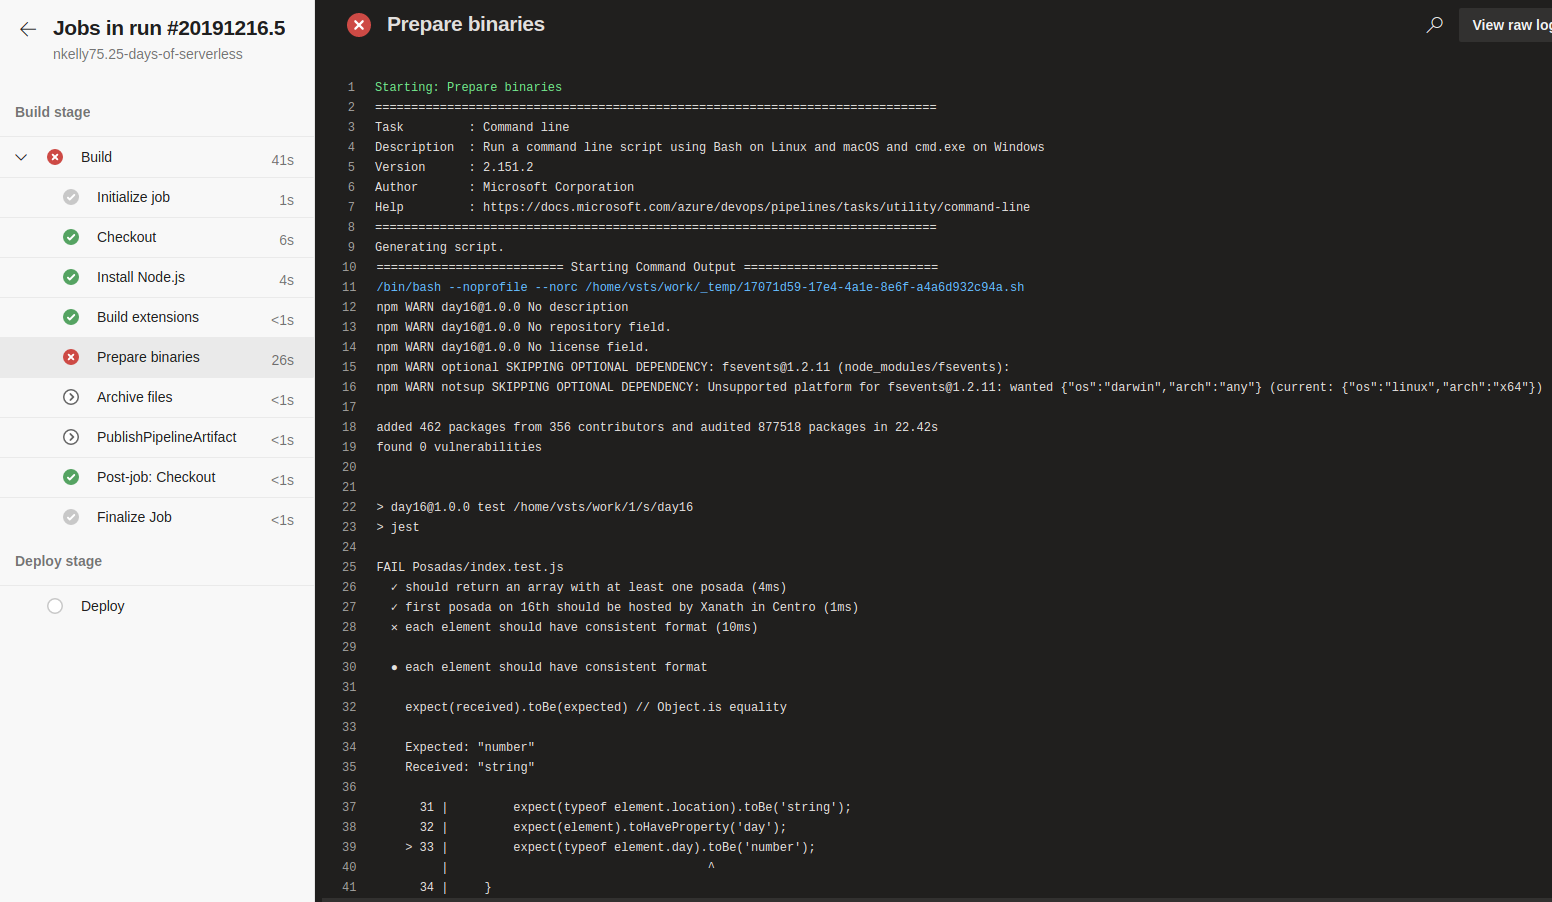 Jobs in run #20191216.5
nkelly75.25-days-of-serverless
Build stage
Build 41s
Initialize job 1s
Checkout 6s
Install Node.js 4s
Build extensions <1s
Prepare binaries 26s
Archive files <1s
PublishPipelineArtifact <1s
Post-job: Checkout <1s
Finalize Job <1s
Deploy stage
Deploy
Prepare binaries
View raw log
1 Starting: Prepare binaries
2 ==============================================================================
3 Task         : Command line
4 Description  : Run a command line script using Bash on Linux and macOS and cmd.exe on Windows
5 Version      : 2.151.2
6 Author       : Microsoft Corporation
7 Help         : https://docs.microsoft.com/azure/devops/pipelines/tasks/utility/command-line
8 ==============================================================================
9 Generating script.
10 ========================== Starting Command Output ===========================
11 /bin/bash --noprofile --norc /home/vsts/work/_temp/17071d59-17e4-4a1e-8e6f-a4a6d932c94a.sh
12 npm WARN day16@1.0.0 No description
13 npm WARN day16@1.0.0 No repository field.
14 npm WARN day16@1.0.0 No license field.
15 npm WARN optional SKIPPING OPTIONAL DEPENDENCY: fsevents@1.2.11 (node_modules/fsevents):
16 npm WARN notsup SKIPPING OPTIONAL DEPENDENCY: Unsupported platform for fsevents@1.2.11: wanted {"os":"darwin","arch":"any"} (current: {"os":"linux","arch":"x64"})
17
18 added 462 packages from 356 contributors and audited 877518 packages in 22.42s
19 found 0 vulnerabilities
20
21
22 > day16@1.0.0 test /home/vsts/work/1/s/day16
23 > jest
24
25 FAIL Posadas/index.test.js
26   ✓ should return an array with at least one posada (4ms)
27   ✓ first posada on 16th should be hosted by Xanath in Centro (1ms)
28   ✕ each element should have consistent format (10ms)
29
30   ● each element should have consistent format
31
32     expect(received).toBe(expected) // Object.is equality
33
34     Expected: "number"
35     Received: "string"
36
37       31 |         expect(typeof element.location).toBe('string');
38       32 |         expect(element).toHaveProperty('day');
39     > 33 |         expect(typeof element.day).toBe('number');
40          |                                    ^
41       34 |     }